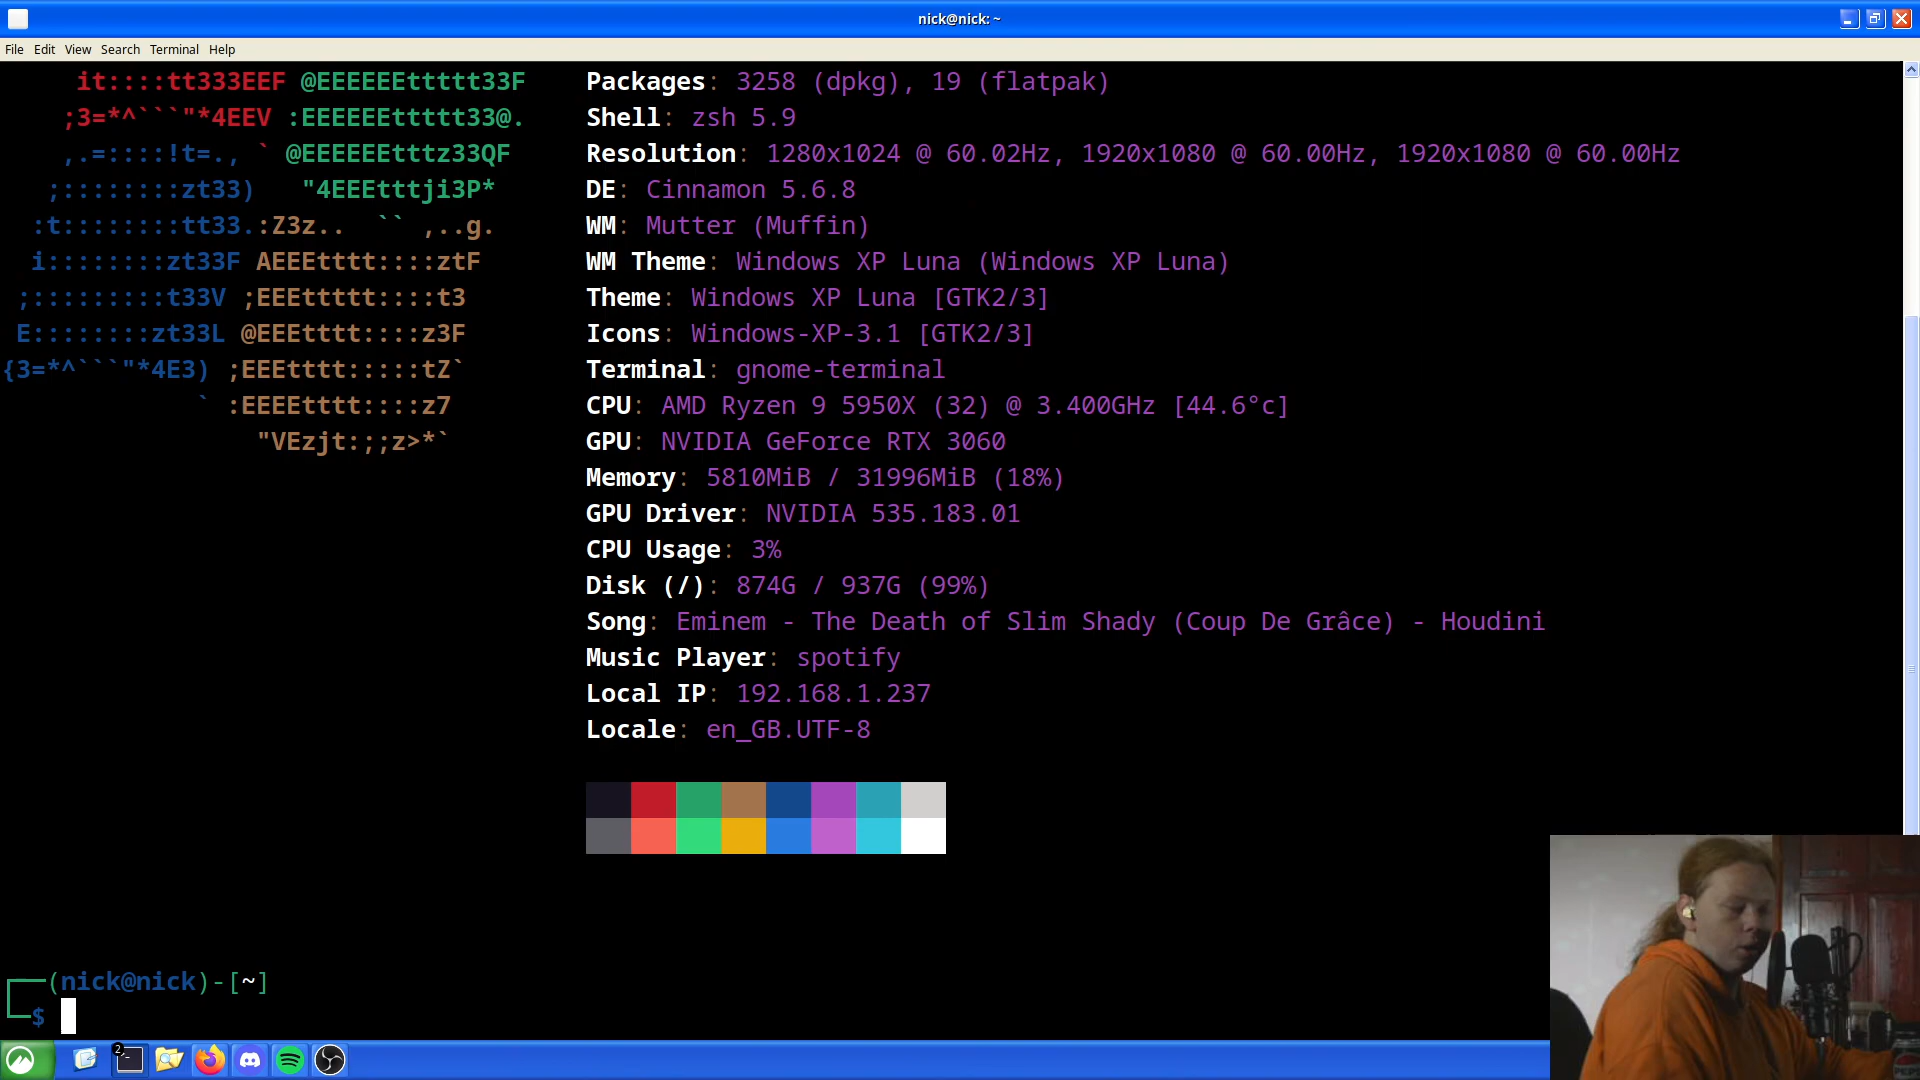 nick@nick: ~
File Edit View Search Terminal Help
it::::tt333EEF @EEEEEEttttt33F Packages: 3258 (dpkg), 19 (flatpak)
;3=*^```"*4EEV :EEEEEEttttt33@. Shell: zsh 5.9
,.=::::!t=., ` @EEEEEEtttz33QF Resolution: 1280x1024 @ 60.02Hz, 1920x1080 @ 60.00Hz, 1920x1080 @ 60.00Hz
;::::::::zt33) "4EEEtttji3P* DE: Cinnamon 5.6.8
:t::::::::tt33.:Z3z.. `` ,..g. WM: Mutter (Muffin)
i::::::::zt33F AEEEtttt::::ztF WM Theme: Windows XP Luna (Windows XP Luna)
;:::::::::t33V ;EEEttttt::::t3 Theme: Windows XP Luna [GTK2/3]
E::::::::zt33L @EEEtttt::::z3F Icons: Windows-XP-3.1 [GTK2/3]
{3=*^```"*4E3) ;EEEtttt:::::tZ` Terminal: gnome-terminal
` :EEEEtttt::::z7 CPU: AMD Ryzen 9 5950X (32) @ 3.400GHz [44.6°c]
"VEzjt:;;z>*` GPU: NVIDIA GeForce RTX 3060
Memory: 5810MiB / 31996MiB (18%)
GPU Driver: NVIDIA 535.183.01
CPU Usage: 3%
Disk (/): 874G / 937G (99%)
Song: Eminem - The Death of Slim Shady (Coup De Grâce) - Houdini
Music Player: spotify
Local IP: 192.168.1.237
Locale: en_GB.UTF-8
┌──(nick@nick)-[~]
└─$
2